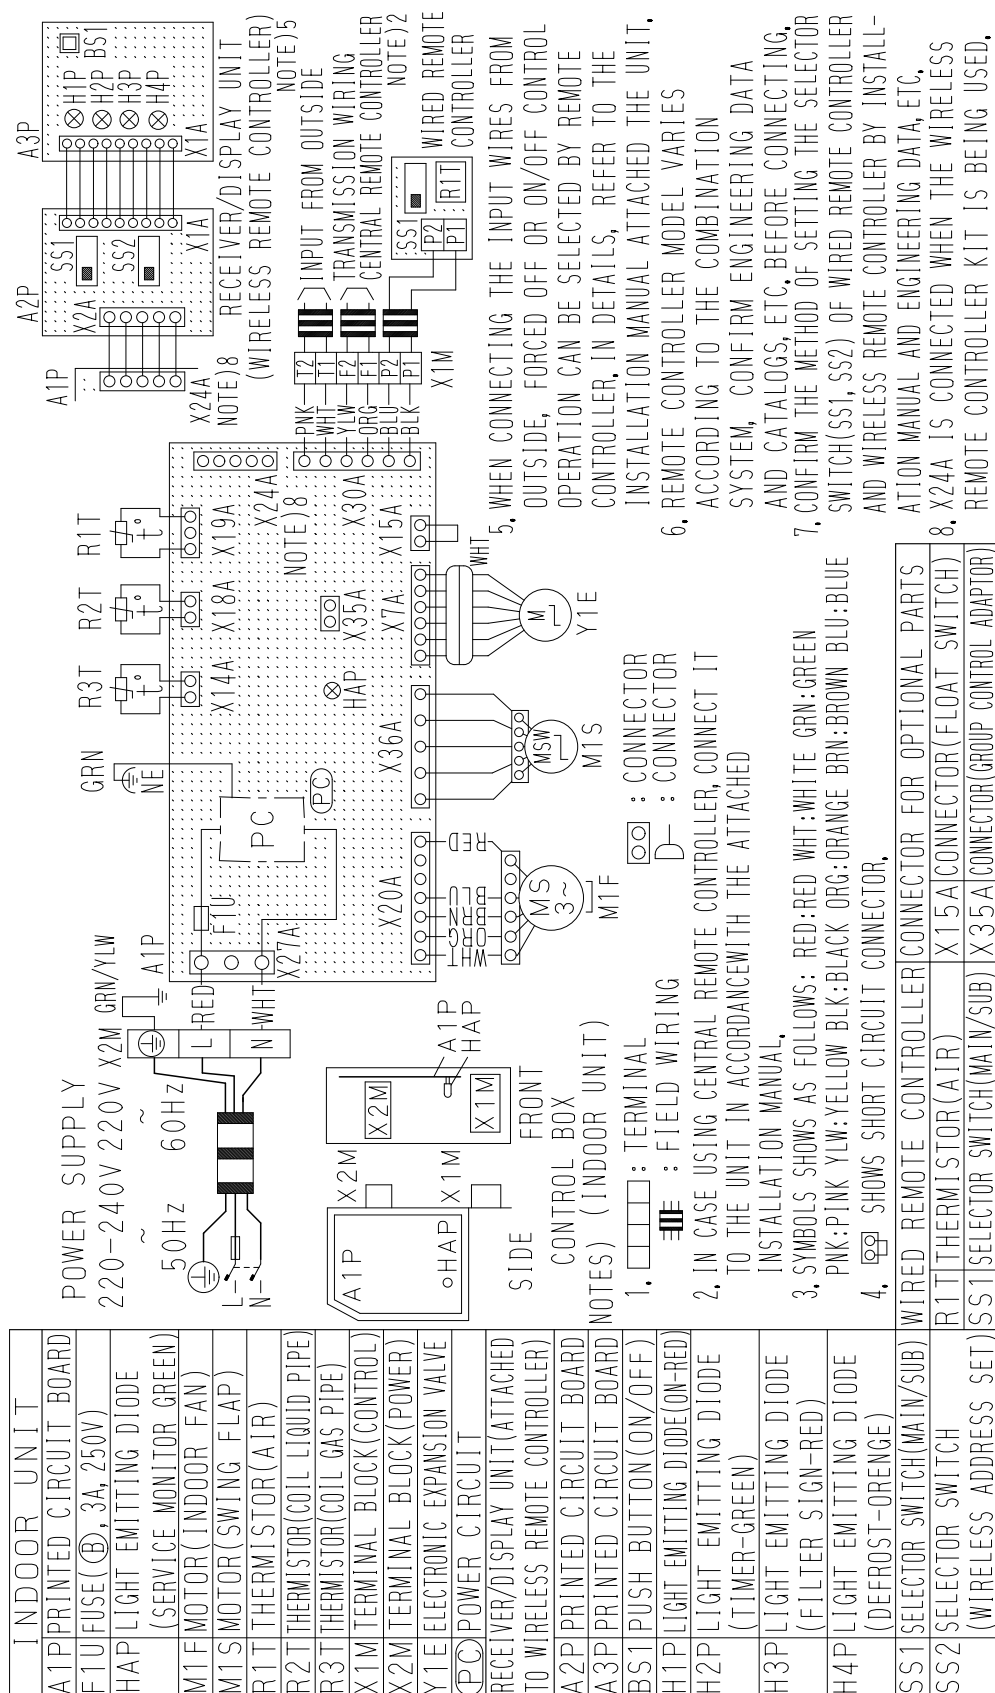 INDOOR UNIT
A1P PRINTED CIRCUIT BOARD
F1U FUSE(Ⓑ, 3A, 250V)
HAP LIGHT EMITTING DIODE
(SERVICE MONITOR GREEN)
M1F MOTOR(INDOOR FAN)
M1S MOTOR(SWING FLAP)
R1T THERMISTOR(AIR)
R2T THERMISTOR(COIL LIQUID PIPE)
R3T THERMISTOR(COIL GAS PIPE)
X1M TERMINAL BLOCK(CONTROL)
X2M TERMINAL BLOCK(POWER)
Y1E ELECTRONIC EXPANSION VALVE
PC POWER CIRCUIT
RECEIVER/DISPLAY UNIT(ATTACHED
TO WIRELESS REMOTE CONTROLLER)
A2P PRINTED CIRCUIT BOARD
A3P PRINTED CIRCUIT BOARD
BS1 PUSH BUTTON(ON/OFF)
H1P LIGHT EMITTING DIODE(ON-RED)
H2P LIGHT EMITTING DIODE
(TIMER-GREEN)
H3P LIGHT EMITTING DIODE
(FILTER SIGN-RED)
H4P LIGHT EMITTING DIODE
(DEFROST-ORENGE)
SS1 SELECTOR SWITCH(MAIN/SUB)
SS2 SELECTOR SWITCH
(WIRELESS ADDRESS SET)
WIRED REMOTE CONTROLLER
R1T THERMISTOR(AIR)
SS1 SELECTOR SWITCH(MAIN/SUB)
CONNECTOR FOR OPTIONAL PARTS
X15A CONNECTOR(FLOAT SWITCH)
X35A CONNECTOR(GROUP CONTROL ADAPTOR)
POWER SUPPLY
220-240V 220V
~ ~
50Hz 60Hz
L
N
X2M
GRN/YLW
A1P
L RED
N WHT
X27A
F1U
PC
PC
GRN
NE
R3T
t°
X14A
R2T
t°
X18A
R1T
t°
X19A
HAP
X35A
X24A
NOTE)8
X30A
X20A
X36A
X7A
X15A
WHT
ORG
BRN
BLU
RED
MS
3~
M1F
MSW
M1S
M
Y1E
WHT
PNK
WHT
YLW
ORG
BLU
BLK
T2
T1
F2
F1
P2
P1
X1M
INPUT FROM OUTSIDE
NOTE)5
TRANSMISSION WIRING
CENTRAL REMOTE CONTROLLER
NOTE)2
SS1
P2
P1
R1T
WIRED REMOTE
CONTROLLER
A1P
X24A
NOTE)8
A2P
X2A
SS1
SS2
X1A
A3P
BS1
H1P
H2P
H3P
H4P
X1A
RECEIVER/DISPLAY UNIT
(WIRELESS REMOTE CONTROLLER)
A1P
HAP
X2M
X1M
SIDE
X2M
X1M
A1P
HAP
FRONT
CONTROL BOX
(INDOOR UNIT)
NOTES)
1. : TERMINAL
: CONNECTOR
: FIELD WIRING
: CONNECTOR
2. IN CASE USING CENTRAL REMOTE CONTROLLER, CONNECT IT
TO THE UNIT IN ACCORDANCEWITH THE ATTACHED
INSTALLATION MANUAL.
3. SYMBOLS SHOWS AS FOLLOWS: RED:RED WHT:WHITE GRN:GREEN
PNK:PINK YLW:YELLOW BLK:BLACK ORG:ORANGE BRN:BROWN BLU:BLUE
4. SHOWS SHORT CIRCUIT CONNECTOR.
5. WHEN CONNECTING THE INPUT WIRES FROM
OUTSIDE, FORCED OFF OR ON/OFF CONTROL
OPERATION CAN BE SELECTED BY REMOTE
CONTROLLER. IN DETAILS, REFER TO THE
INSTALLATION MANUAL ATTACHED THE UNIT.
6. REMOTE CONTROLLER MODEL VARIES
ACCORDING TO THE COMBINATION
SYSTEM, CONFIRM ENGINEERING DATA
AND CATALOGS, ETC. BEFORE CONNECTING.
7. CONFIRM THE METHOD OF SETTING THE SELECTOR
SWITCH(SS1, SS2) OF WIRED REMOTE CONTROLLER
AND WIRELESS REMOTE CONTROLLER BY INSTALL-
ATION MANUAL AND ENGINEERING DATA, ETC.
8. X24A IS CONNECTED WHEN THE WIRELESS
REMOTE CONTROLLER KIT IS BEING USED.